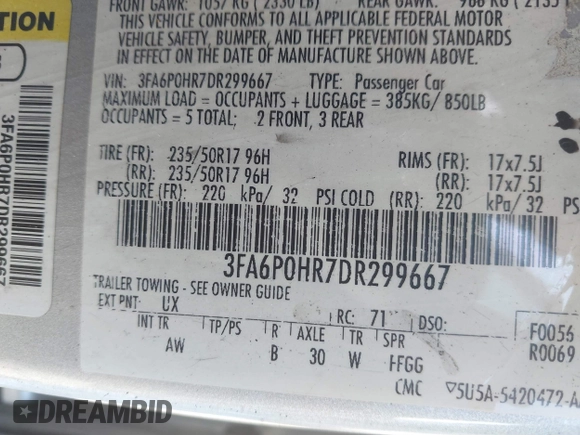 FRONT GAWR: 1057 KG ( 2330 LB) REAR GAWR: 966 KG ( 2135
THIS VEHICLE CONFORMS TO ALL APPLICABLE FEDERAL MOTOR
VEHICLE SAFETY, BUMPER, AND THEFT PREVENTION STANDARDS
IN EFFECT ON THE DATE OF MANUFACTURE SHOWN ABOVE.
VIN: 3FA6P0HR7DR299667 TYPE: Passenger Car
MAXIMUM LOAD = OCCUPANTS + LUGGAGE = 385KG/ 850LB
OCCUPANTS = 5 TOTAL; 2 FRONT, 3 REAR
TIRE (FR): 235/50R17 96H RIMS (FR): 17x7.5J
(RR): 235/50R17 96H (RR): 17x7.5J
PRESSURE (FR): 220 kPa/ 32 PSI COLD (RR): 220 kPa/ 32 PS
3FA6P0HR7DR299667
TRAILER TOWING - SEE OWNER GUIDE
EXT PNT: UX RC: 71 DSO: F0056
INT TR TP/PS R AXLE TR SPR R0069
AW B 30 W FFGG
CMC ▽5U5A-5420472-A
TION
3FA6P0HR7DR299667
DREAMBID